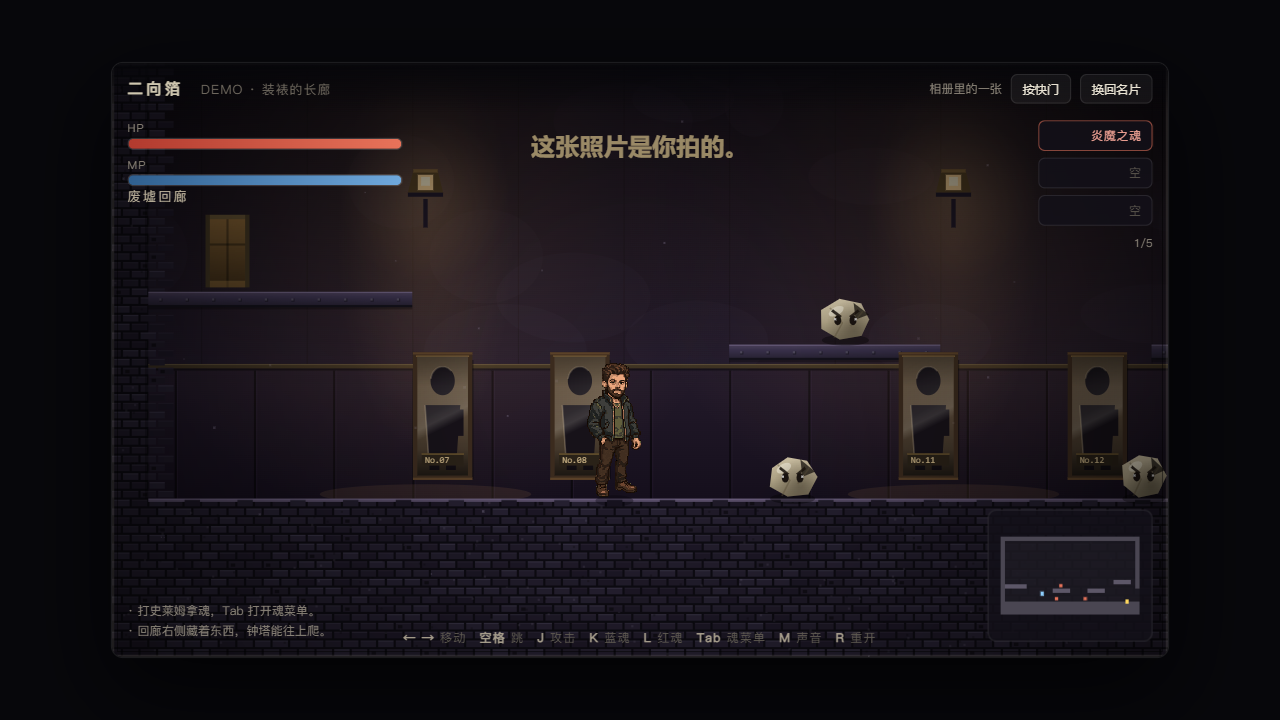 二向箔 DEMO · 装裱的长廊
相册里的一张 按快门 换回名片
HP
MP
废墟回廊
这张照片是你拍的。
炎魔之魂
空
空
1/5
No.07
No.08
No.11
No.12
· 打史莱姆拿魂，Tab 打开魂菜单。
· 回廊右侧藏着东西，钟塔能往上爬。
← → 移动 空格 跳 J 攻击 K 蓝魂 L 红魂 Tab 魂菜单 M 声音 R 重开